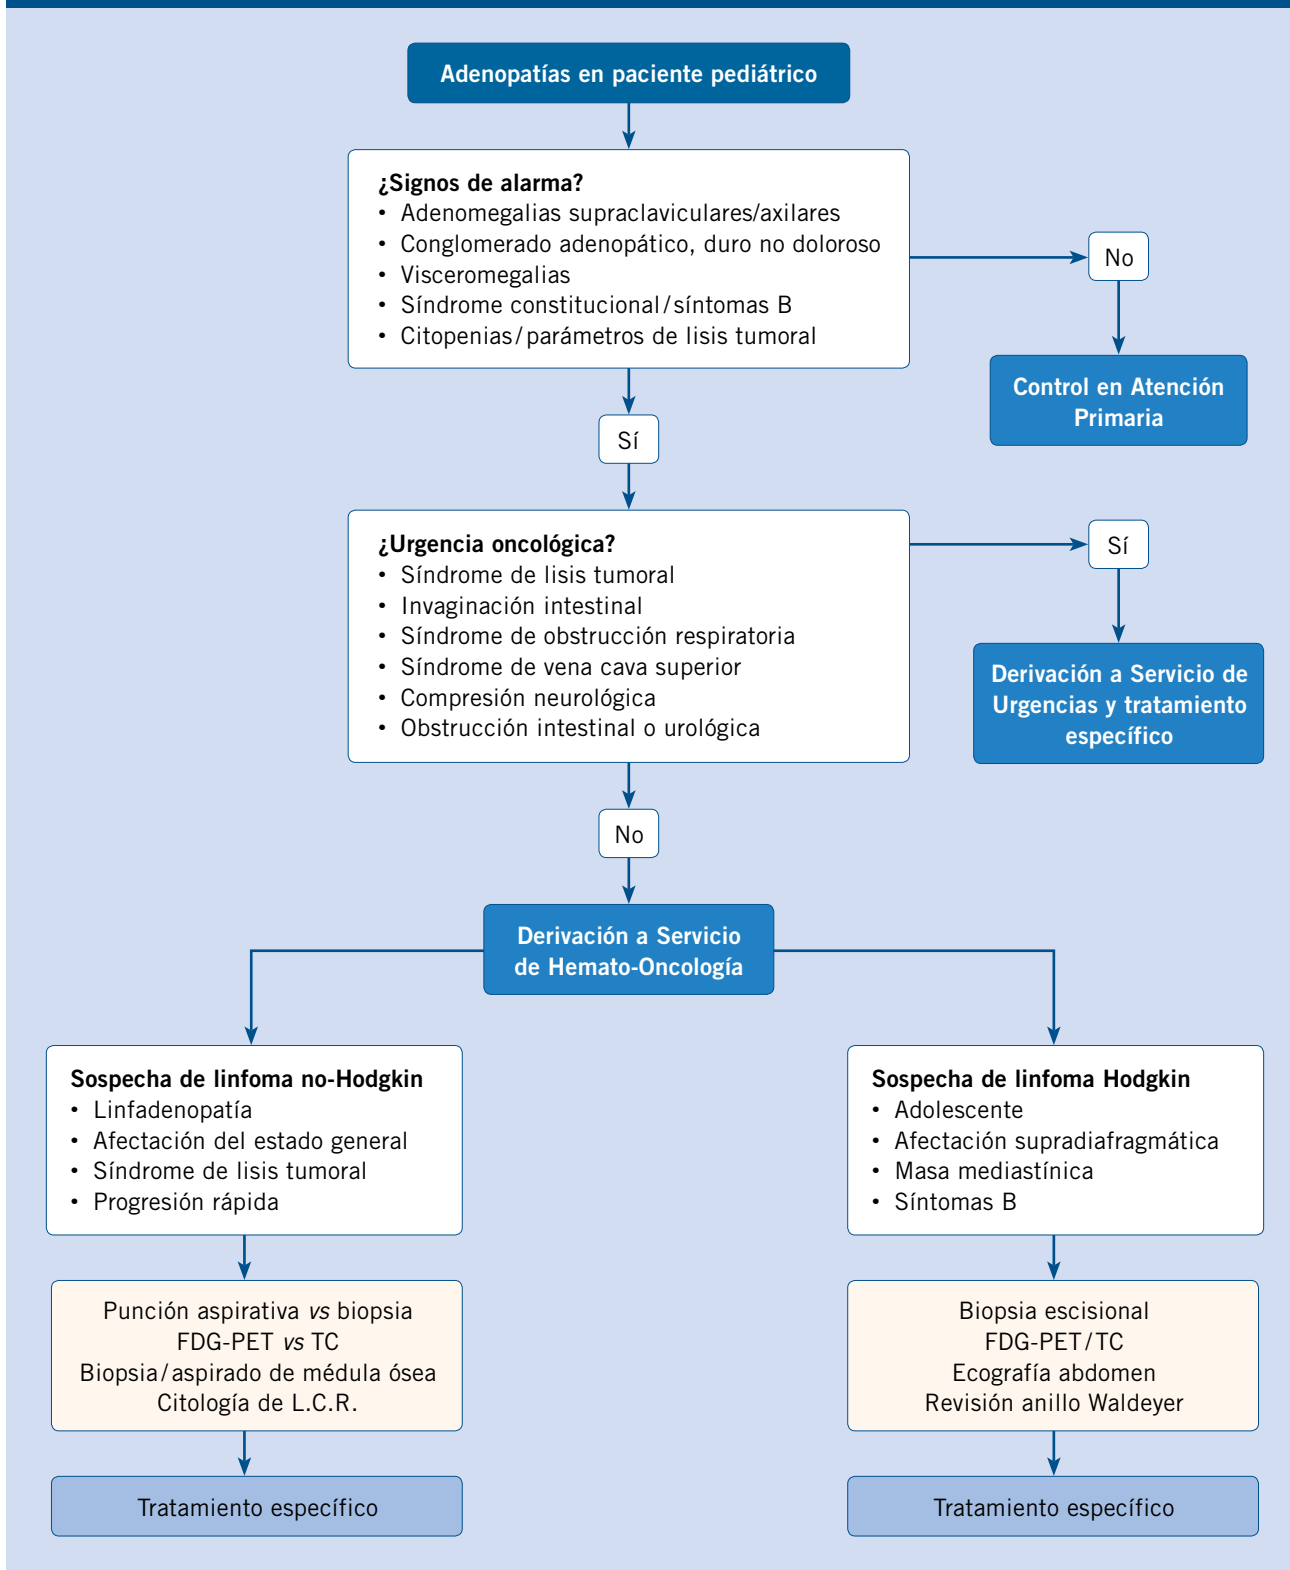 Adenopatías en paciente pediátrico
¿Signos de alarma?
• Adenomegalias supraclaviculares/axilares
• Conglomerado adenopático, duro no doloroso
• Visceromegalias
• Síndrome constitucional/síntomas B
• Citopenias/parámetros de lisis tumoral
No
Control en Atención
Primaria
Sí
¿Urgencia oncológica?
• Síndrome de lisis tumoral
• Invaginación intestinal
• Síndrome de obstrucción respiratoria
• Síndrome de vena cava superior
• Compresión neurológica
• Obstrucción intestinal o urológica
Sí
Derivación a Servicio de
Urgencias y tratamiento
específico
No
Derivación a Servicio
de Hemato-Oncología
Sospecha de linfoma no-Hodgkin
• Linfadenopatía
• Afectación del estado general
• Síndrome de lisis tumoral
• Progresión rápida
Punción aspirativa vs biopsia
FDG-PET vs TC
Biopsia/aspirado de médula ósea
Citología de L.C.R.
Tratamiento específico
Sospecha de linfoma Hodgkin
• Adolescente
• Afectación supradiafragmática
• Masa mediastínica
• Síntomas B
Biopsia escisional
FDG-PET/TC
Ecografía abdomen
Revisión anillo Waldeyer
Tratamiento específico